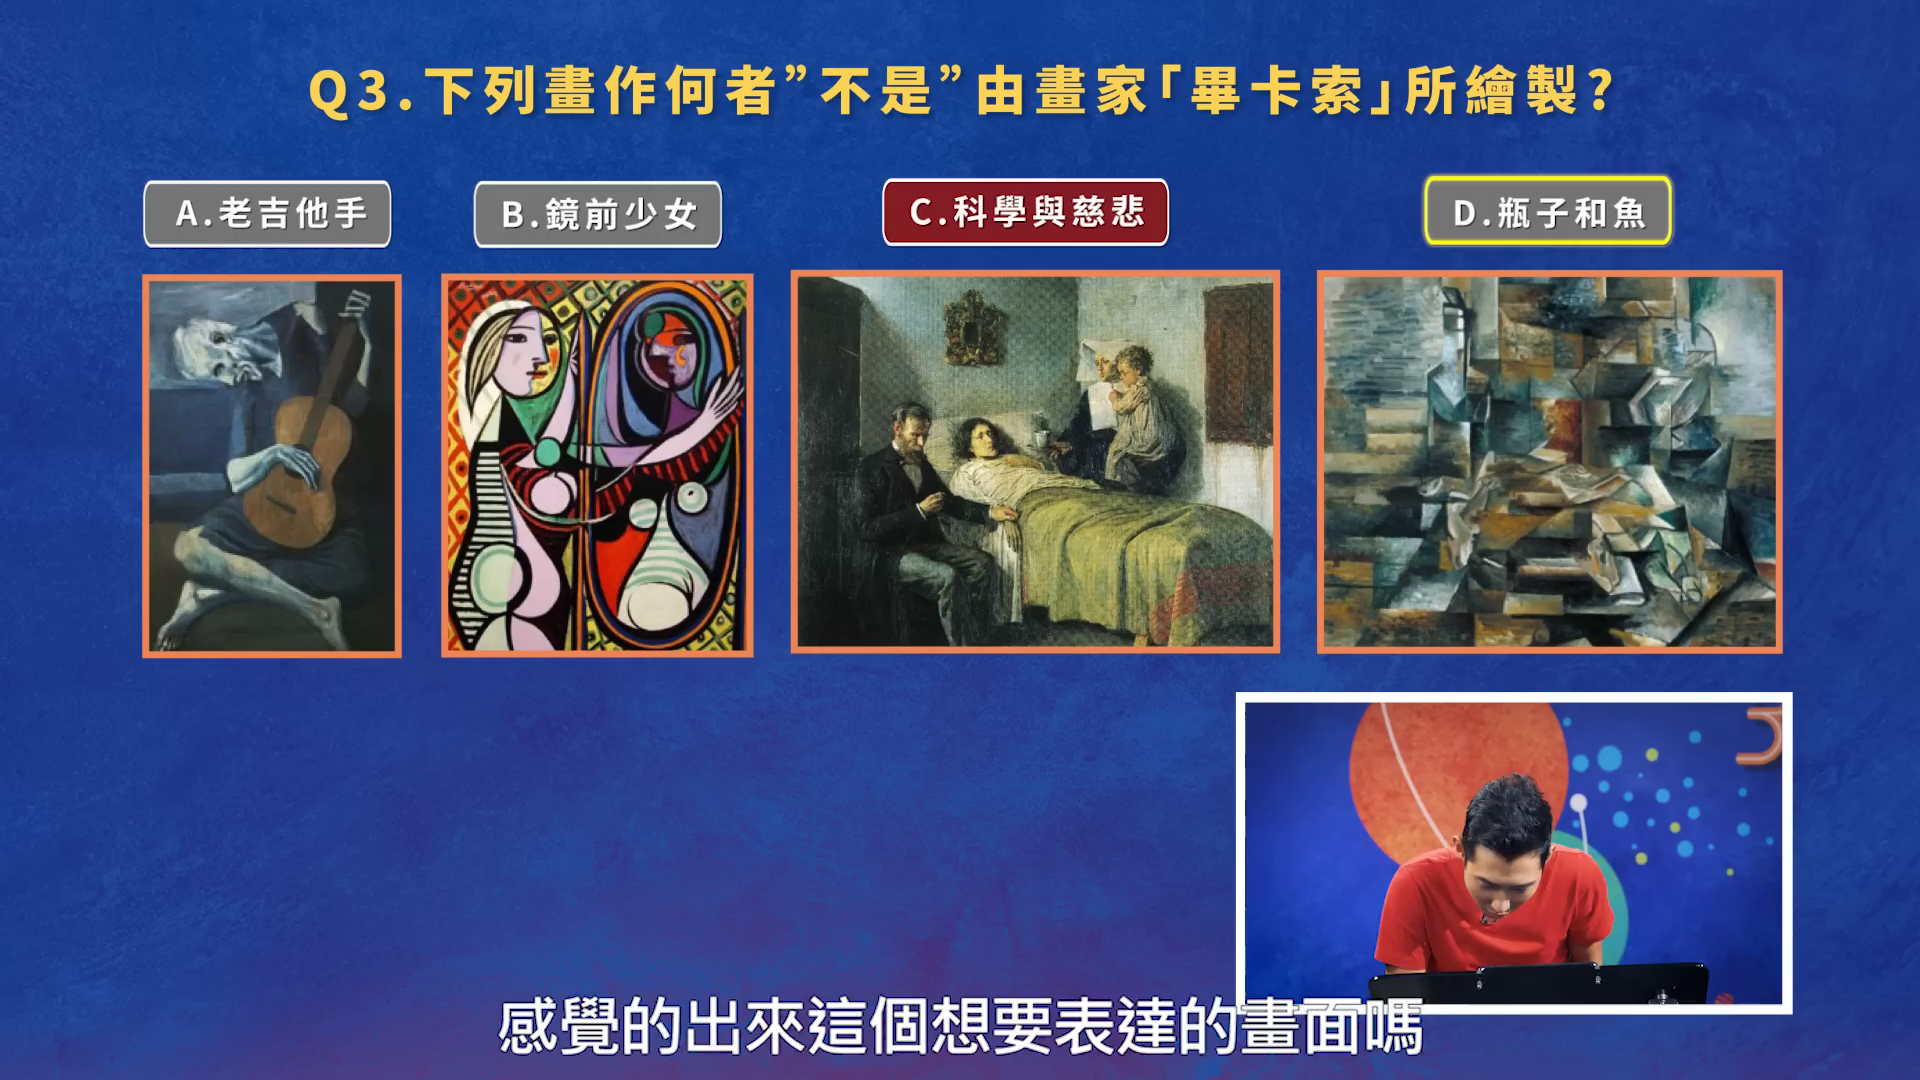 Q3.下列畫作何者”不是”由畫家「畢卡索」所繪製?
A.老吉他手
B.鏡前少女
C.科學與慈悲
D.瓶子和魚
感覺的出來這個想要表達的畫面嗎